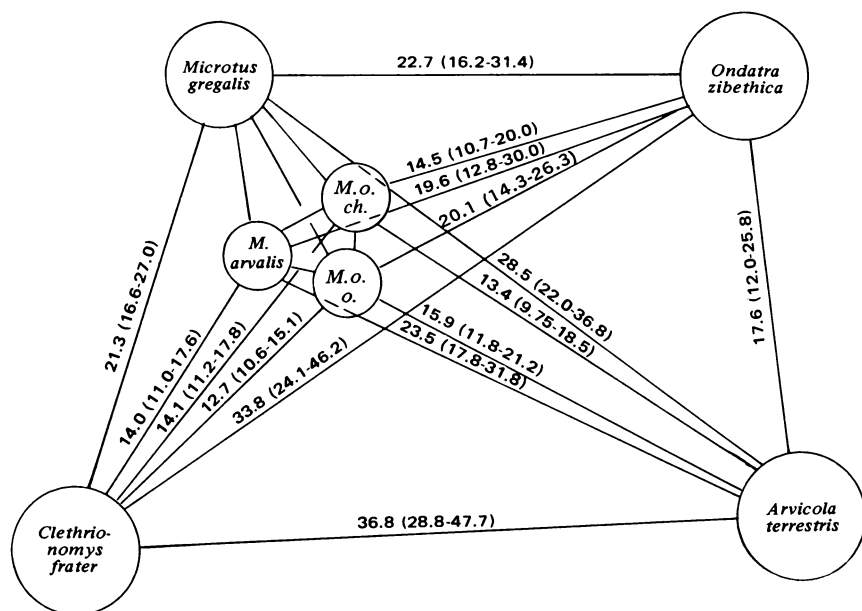 Microtus
gregalis
22.7 (16.2-31.4)
Ondatra
zibethica
14.5 (10.7-20.0)
19.6 (12.8-30.0)
20.1 (14.3-26.3)
M.o.
ch.
M.
arvalis
M.o.
o.
21.3 (16.6-27.0)
14.0 (11.0-17.6)
14.1 (11.2-17.8)
12.7 (10.6-15.1)
33.8 (24.1-46.2)
28.5 (22.0-36.8)
13.4 (9.75-18.5)
15.9 (11.8-21.2)
23.5 (17.8-31.8)
17.6 (12.0-25.8)
Clethrio-
nomys
frater
36.8 (28.8-47.7)
Arvicola
terrestris